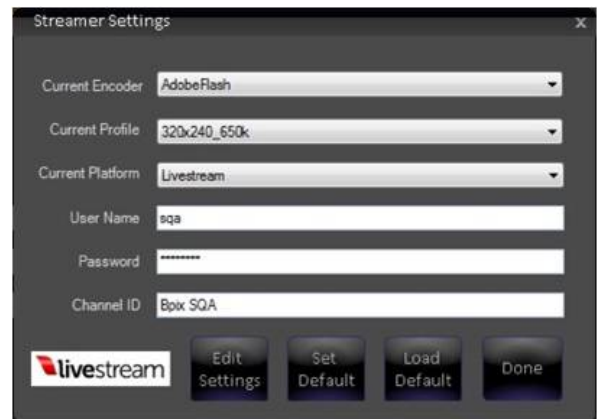 Streamer Settings x
Current Encoder AdobeFlash
Current Profile 320x240_650k
Current Platform Livestream
User Name sqa
Password ********
Channel ID Bpix SQA
livestream
Edit Settings
Set Default
Load Default
Done